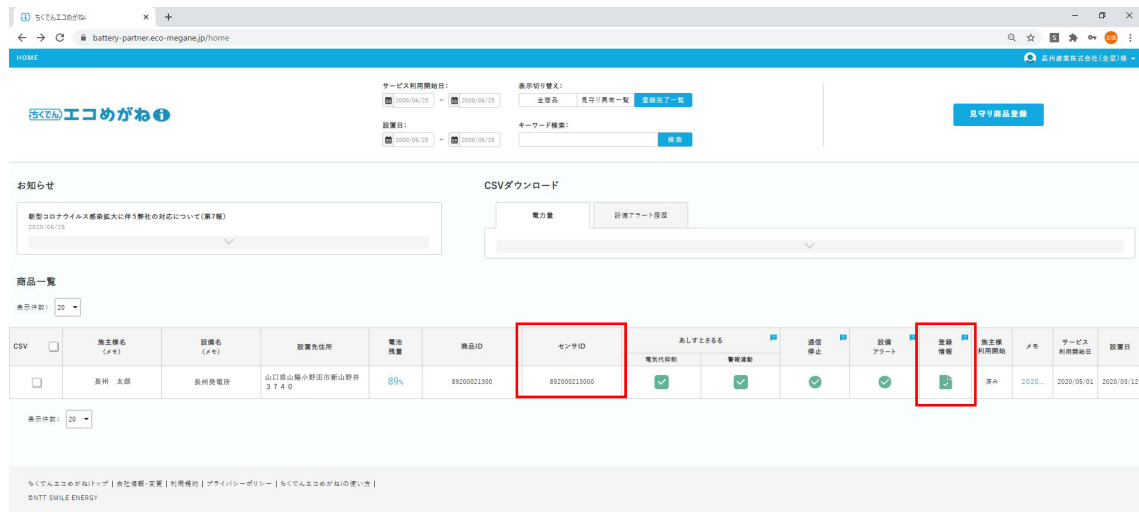 ちくでんエコめがねi
battery-partner.eco-megane.jp/home
HOME
長州産業株式会社(企画)様
ちくでん エコめがね i
サービス利用開始日:
2000/06/25 ~ 2000/06/25
設置日:
2000/06/25 ~ 2000/06/25
表示切り替え:
全商品 見守り異常一覧 登録完了一覧
キーワード検索:
検索
見守り商品登録
お知らせ
新型コロナウイルス感染拡大に伴う弊社の対応について(第7報)
2020/06/25
CSVダウンロード
電力量 設備アラート履歴
商品一覧
表示件数: 20
CSV 施主様名 (メモ) 設備名 (メモ) 設置先住所 電池残量 商品ID センサID あしすとさるる 電気代抑制 警報連動 通信停止 設備アラート 登録情報 施主様利用開始 メモ サービス利用開始日 設置日
長州 太郎 長州発電所 山口県山陽小野田市新山野井3740 89% 89200021300 892000213000 済み 2020... 2020/05/01 2020/03/12
表示件数: 20
ちくでんエコめがねiトップ | 会社情報・変更 | 利用規約 | プライバシーポリシー | ちくでんエコめがねiの使い方 |
©NTT SMILE ENERGY